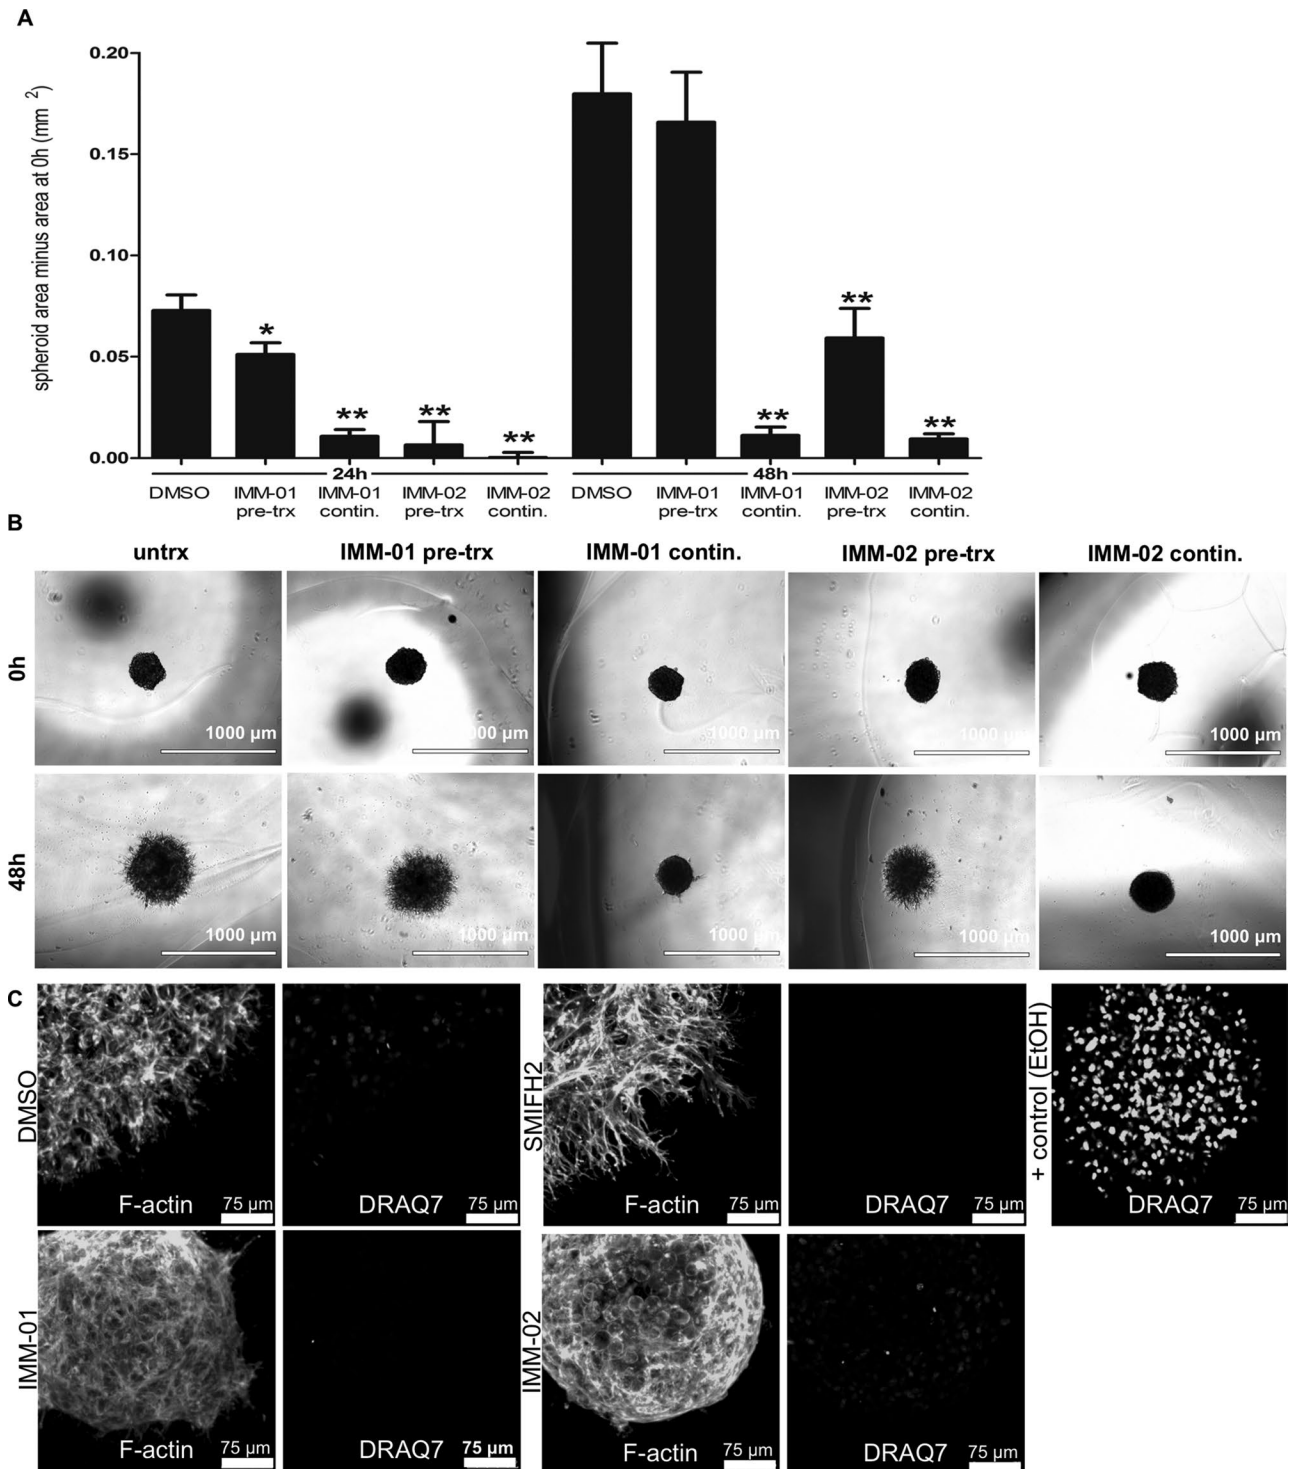 A
spheroid area minus area at 0h (mm²)
0.20
0.15
0.10
0.05
0.00
*
**
**
**
**
**
**
24h
48h
DMSO IMM-01 pre-trx IMM-01 contin. IMM-02 pre-trx IMM-02 contin. DMSO IMM-01 pre-trx IMM-01 contin. IMM-02 pre-trx IMM-02 contin.
B
untrx IMM-01 pre-trx IMM-01 contin. IMM-02 pre-trx IMM-02 contin.
0h
1000 µm 1000 µm 1000 µm 1000 µm 1000 µm
48h
1000 µm 1000 µm 1000 µm 1000 µm 1000 µm
C
DMSO
F-actin 75 µm
DRAQ7 75 µm
SMIFH2
F-actin 75 µm
DRAQ7 75 µm
+ control (EtOH)
DRAQ7 75 µm
IMM-01
F-actin 75 µm
DRAQ7 75 µm
IMM-02
F-actin 75 µm
DRAQ7 75 µm